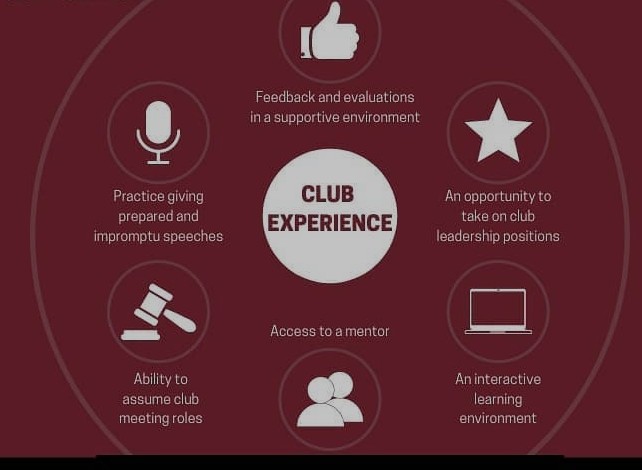 Feedback and evaluations
in a supportive environment
Practice giving
prepared and
impromptu speeches
CLUB
EXPERIENCE
An opportunity to
take on club
leadership positions
Access to a mentor
Ability to
assume club
meeting roles
An interactive
learning
environment